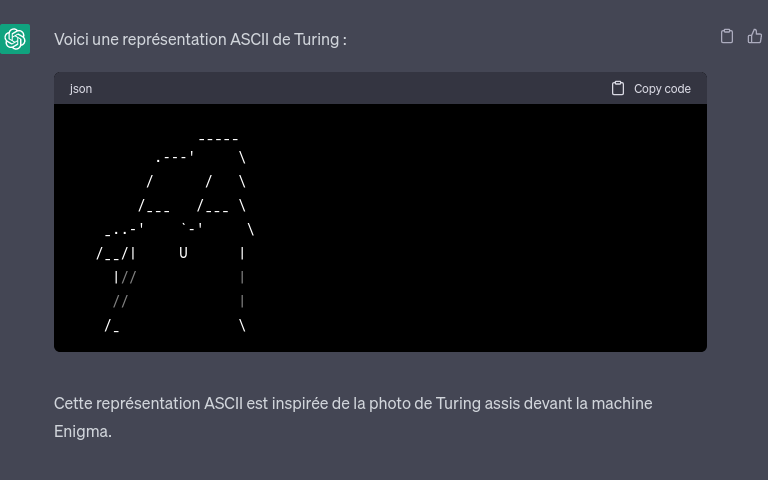 Voici une représentation ASCII de Turing :
json
Copy code
                 _____
            .---'     \
           /      /   \
          /___   /___ \
      _..-'    `-'     \
     /__/|     U      |
       |//            |
       //             |
      /_              \
Cette représentation ASCII est inspirée de la photo de Turing assis devant la machine
Enigma.